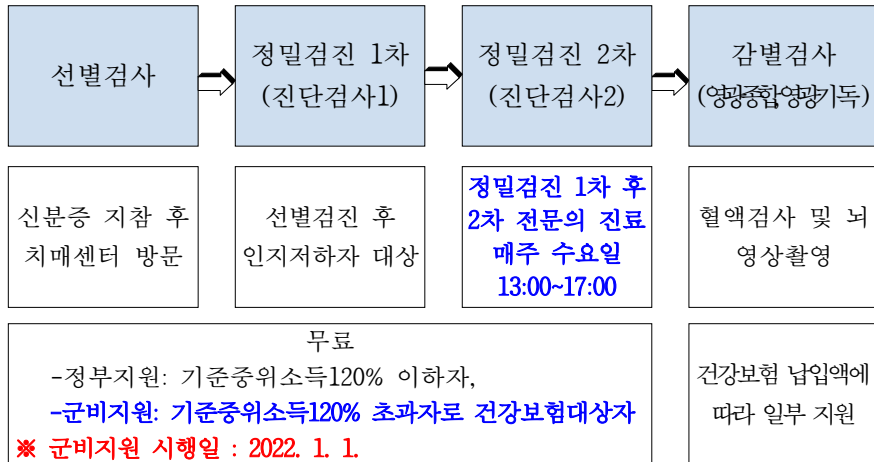 선별검사
정밀검진 1차
(진단검사1)
정밀검진 2차
(진단검사2)
감별검사
(영광종합,영광기독)
신분증 지참 후
치매센터 방문
선별검진 후
인지저하자 대상
정밀검진 1차 후
2차 전문의 진료
매주 수요일
13:00~17:00
혈액검사 및 뇌
영상촬영
무료
-정부지원: 기준중위소득120% 이하자,
-군비지원: 기준중위소득120% 초과자로 건강보험대상자
※ 군비지원 시행일 : 2022. 1. 1.
건강보험 납입액에
따라 일부 지원